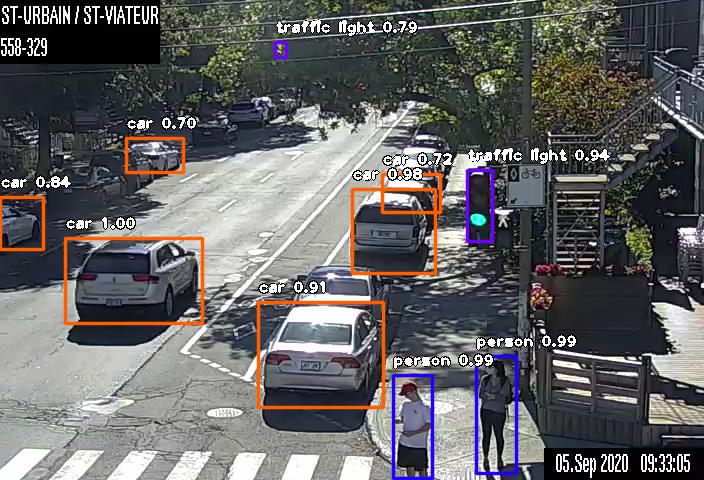 ST-URBAIN / ST-VIATEUR
558-329
traffic light 0.79
car 0.70
car 0.72
traffic light 0.94
car 0.98
car 0.84
car 1.00
car 0.91
person 0.99
person 0.99
05.Sep 2020 09:33:05